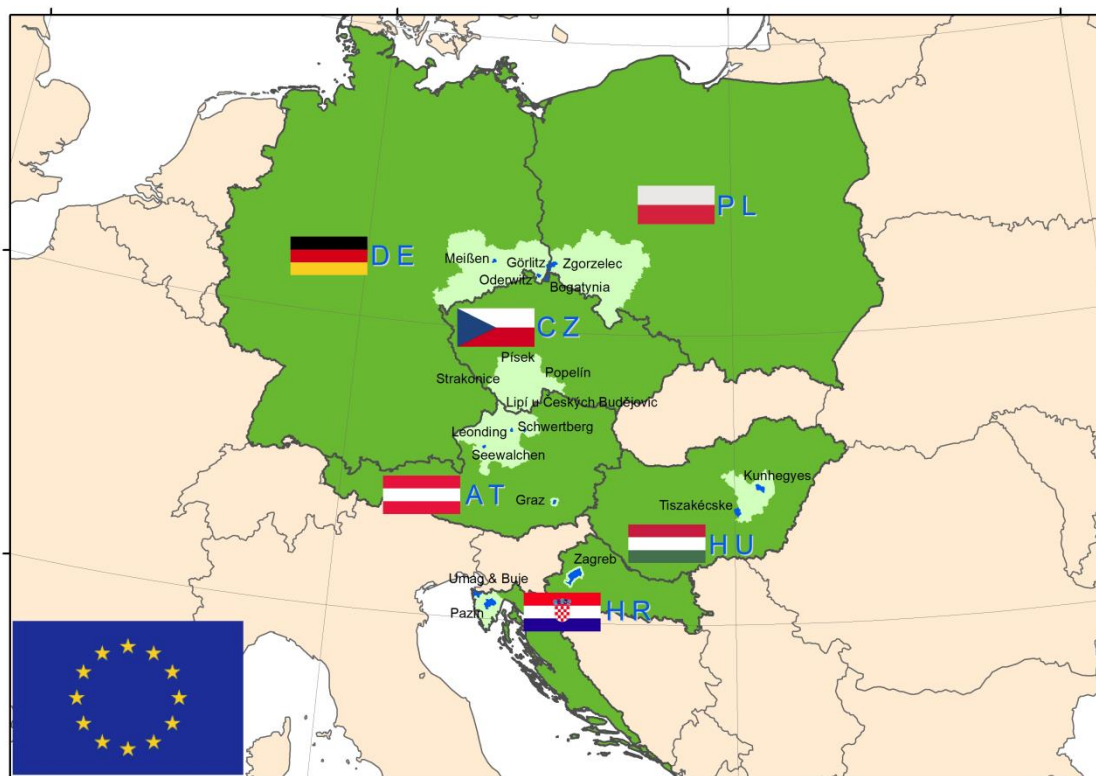 PL
DE
Meißen
Görlitz
Zgorzelec
Oderwitz
Bogatynia
CZ
Písek
Strakonice
Popelín
Lipí u Českých Budějovic
Leonding
Schwertberg
Seewalchen
AT
Graz
Kunhegyes
Tiszakécske
HU
Zagreb
Umag & Buje
Pazin
HR